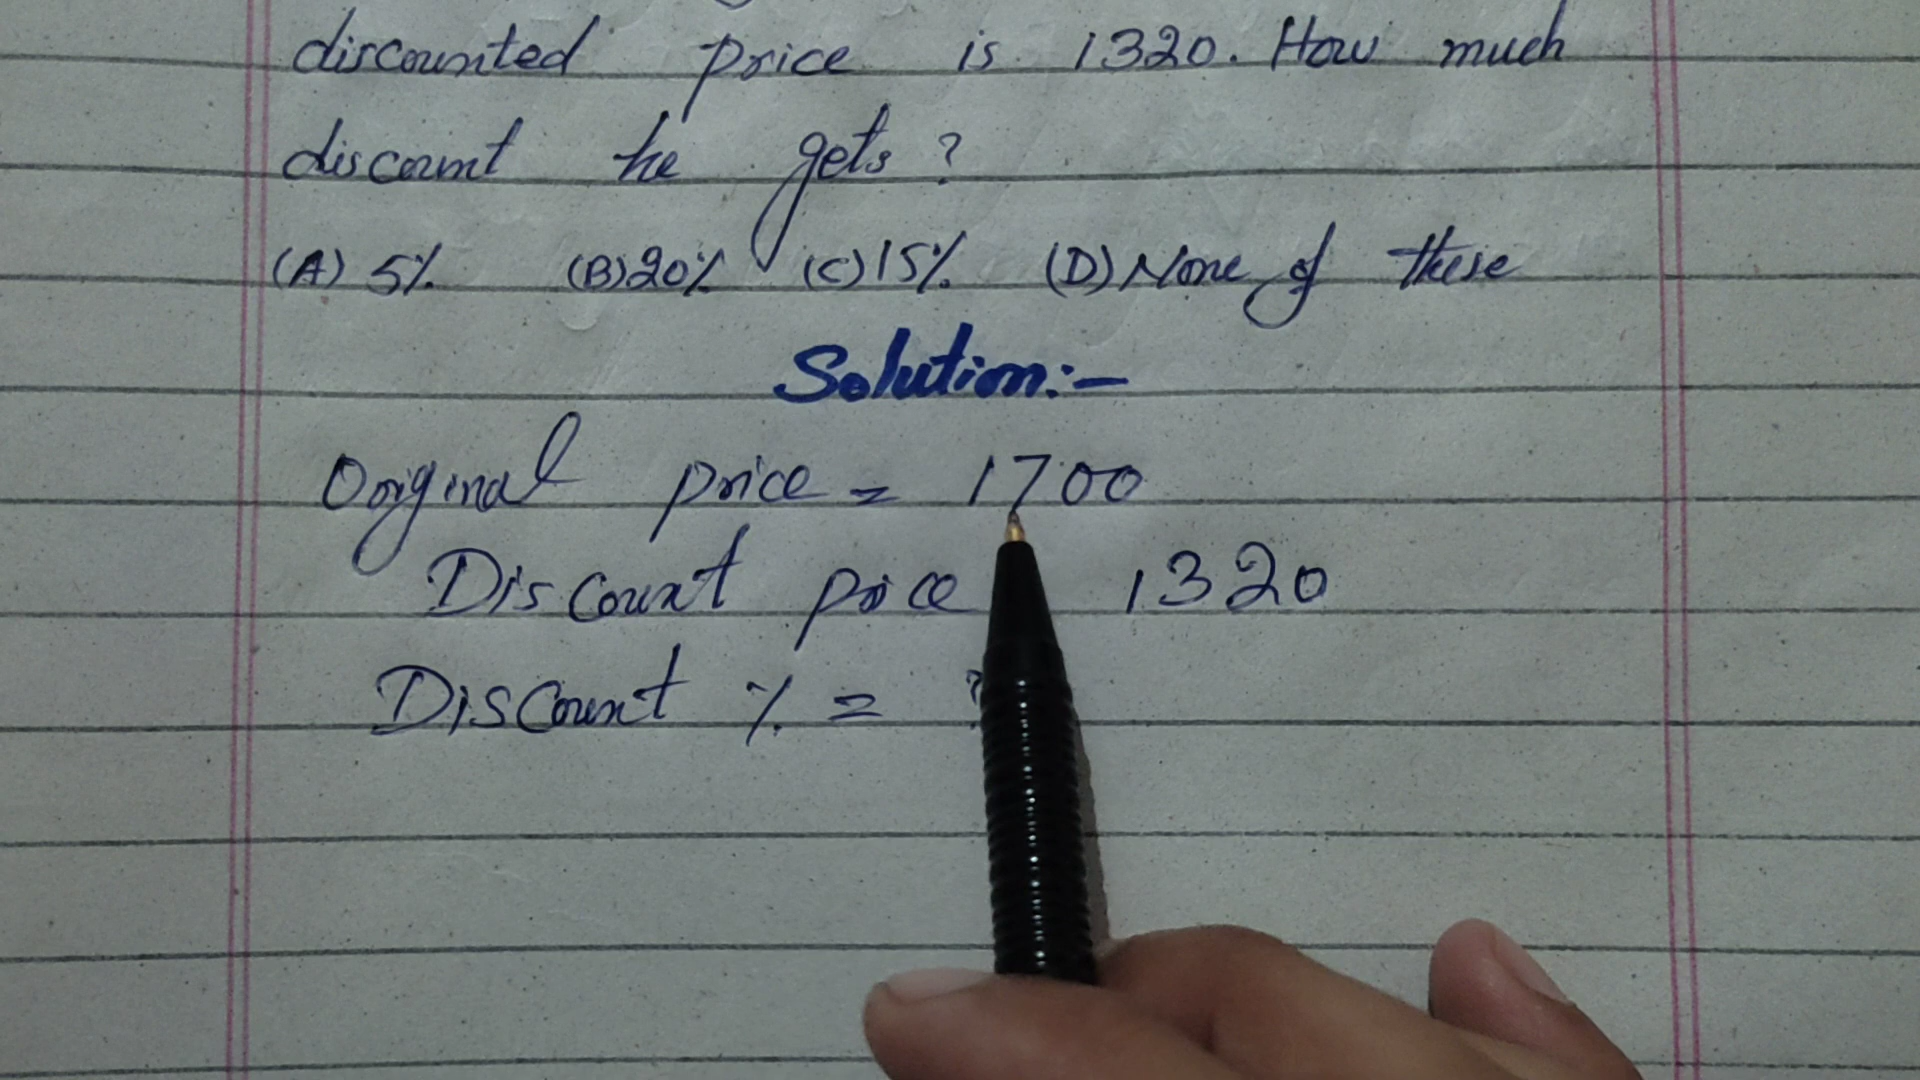 discounted price is 1320. How much
discount he gets?
(A) 5% (B) 20% (C) 15% (D) None of these
Solution:-
Original price = 1700
Discount price 1320
Discount % = ?